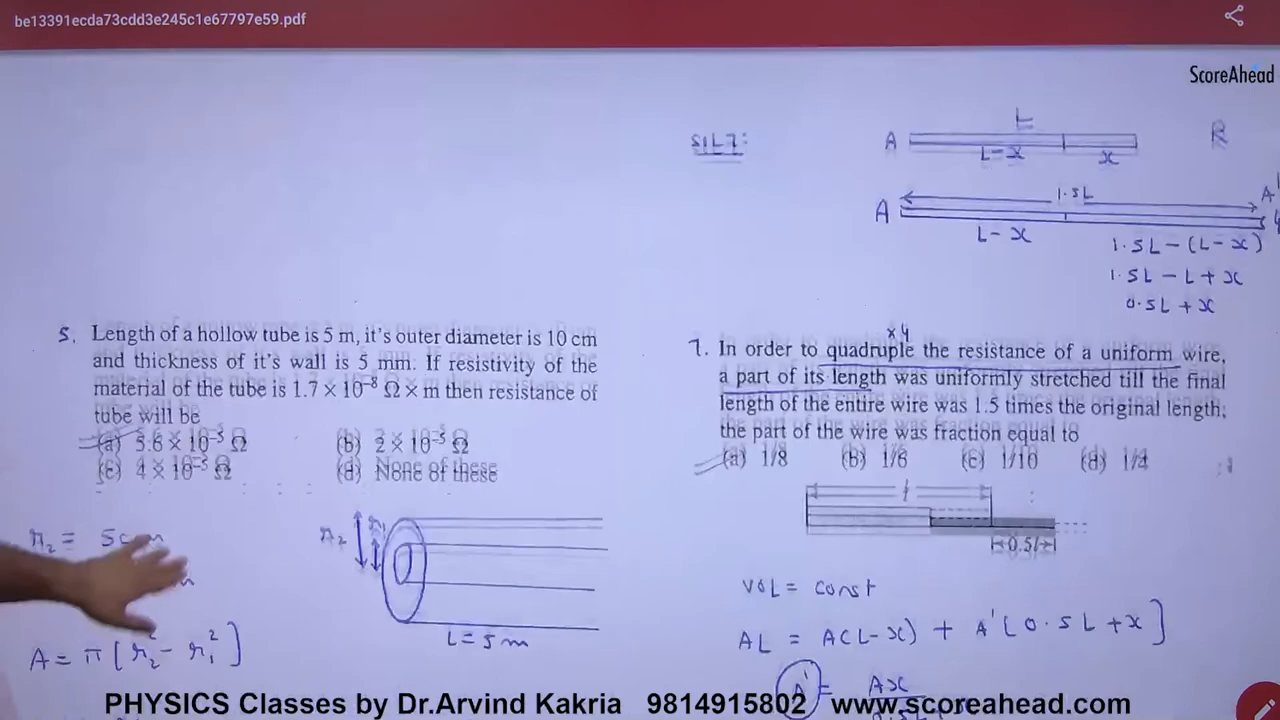 be13391ecda73cdd3e245c1e67797e59.pdf
ScoreAhead
SOL7:
L
A
R
L-x
x
1.5L
A
A'
L-x
1.5L-(L-x)
1.5L-L+x
0.5L+x
5. Length of a hollow tube is 5 m, it's outer diameter is 10 cm
and thickness of it's wall is 5 mm. If resistivity of the
material of the tube is 1.7 × 10⁻⁸ Ω × m then resistance of
tube will be
(a) 5.6 × 10⁻⁵ Ω (b) 2 × 10⁻⁵ Ω
(c) 4 × 10⁻⁵ Ω (d) None of these
r₂ = 5cm
r₂
r₁
L=5m
A = π[r₂² - r₁²]
×4
7. In order to quadruple the resistance of a uniform wire,
a part of its length was uniformly stretched till the final
length of the entire wire was 1.5 times the original length,
the part of the wire was fraction equal to
(a) 1/8 (b) 1/6 (c) 1/10 (d) 1/4
l
0.5l
VOL = const
AL = A(L-x) + A'[0.5L+x]
A' = Ax
PHYSICS Classes by Dr.Arvind Kakria 9814915802 www.scoreahead.com